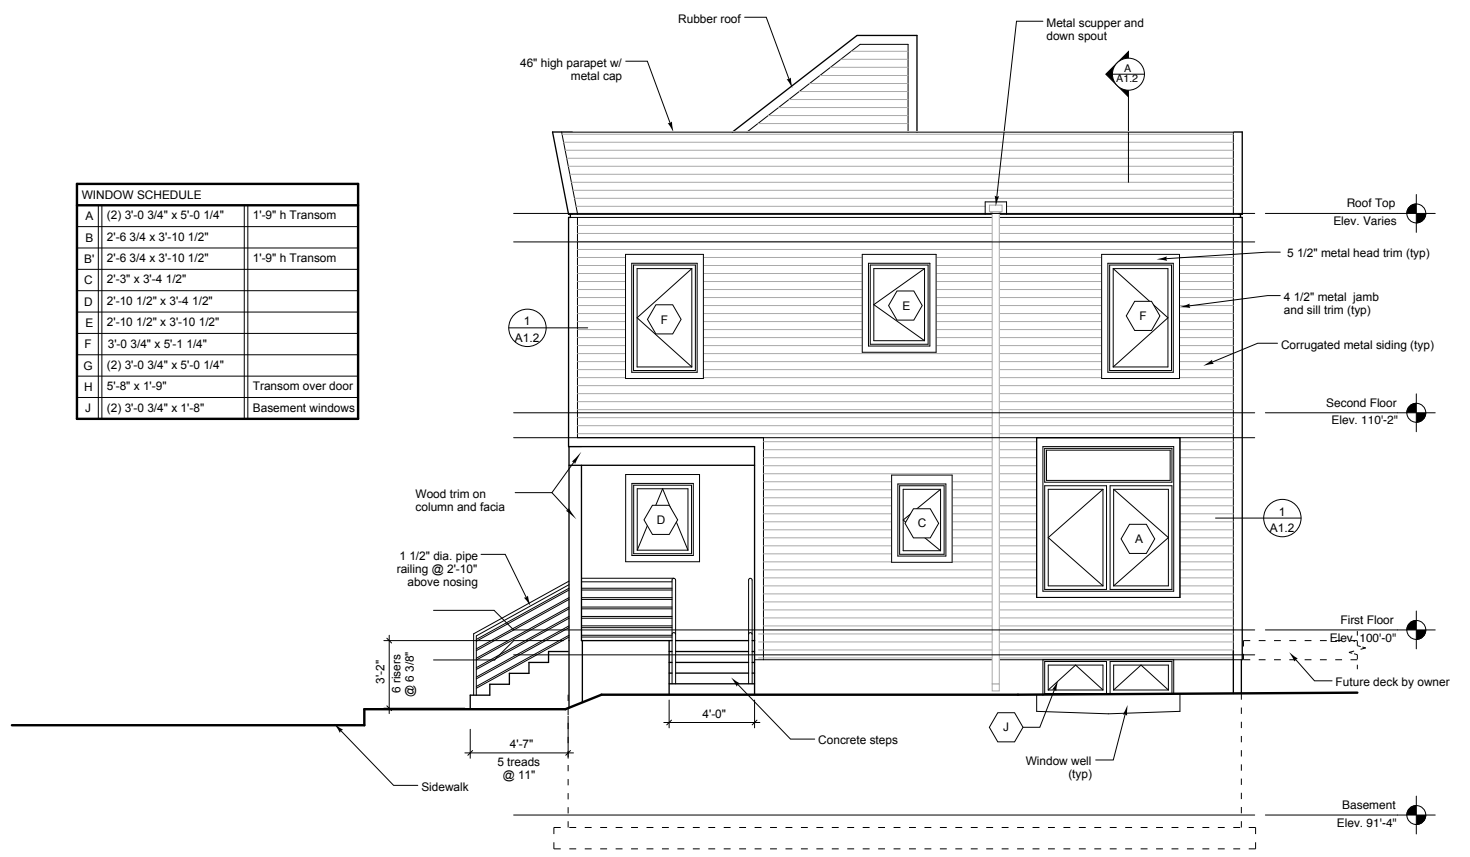 Rubber roof
Metal scupper and
down spout
46" high parapet w/
metal cap
A
A1.2
WINDOW SCHEDULE
A (2) 3'-0 3/4" x 5'-0 1/4" 1'-9" h Transom
B 2'-6 3/4 x 3'-10 1/2"
B' 2'-6 3/4 x 3'-10 1/2" 1'-9" h Transom
C 2'-3" x 3'-4 1/2"
D 2'-10 1/2" x 3'-4 1/2"
E 2'-10 1/2" x 3'-10 1/2"
F 3'-0 3/4" x 5'-1 1/4"
G (2) 3'-0 3/4" x 5'-0 1/4"
H 5'-8" x 1'-9" Transom over door
J (2) 3'-0 3/4" x 1'-8" Basement windows
Roof Top
Elev. Varies
5 1/2" metal head trim (typ)
4 1/2" metal jamb
and sill trim (typ)
Corrugated metal siding (typ)
1
A1.2
F
E
F
Second Floor
Elev. 110'-2"
Wood trim on
column and facia
D
C
A
1
A1.2
1 1/2" dia. pipe
railing @ 2'-10"
above nosing
First Floor
Elev. 100'-0"
3'-2"
6 risers
@ 6 3/8"
Future deck by owner
4'-0"
J
Concrete steps
4'-7"
5 treads
@ 11"
Window well
(typ)
Sidewalk
Basement
Elev. 91'-4"